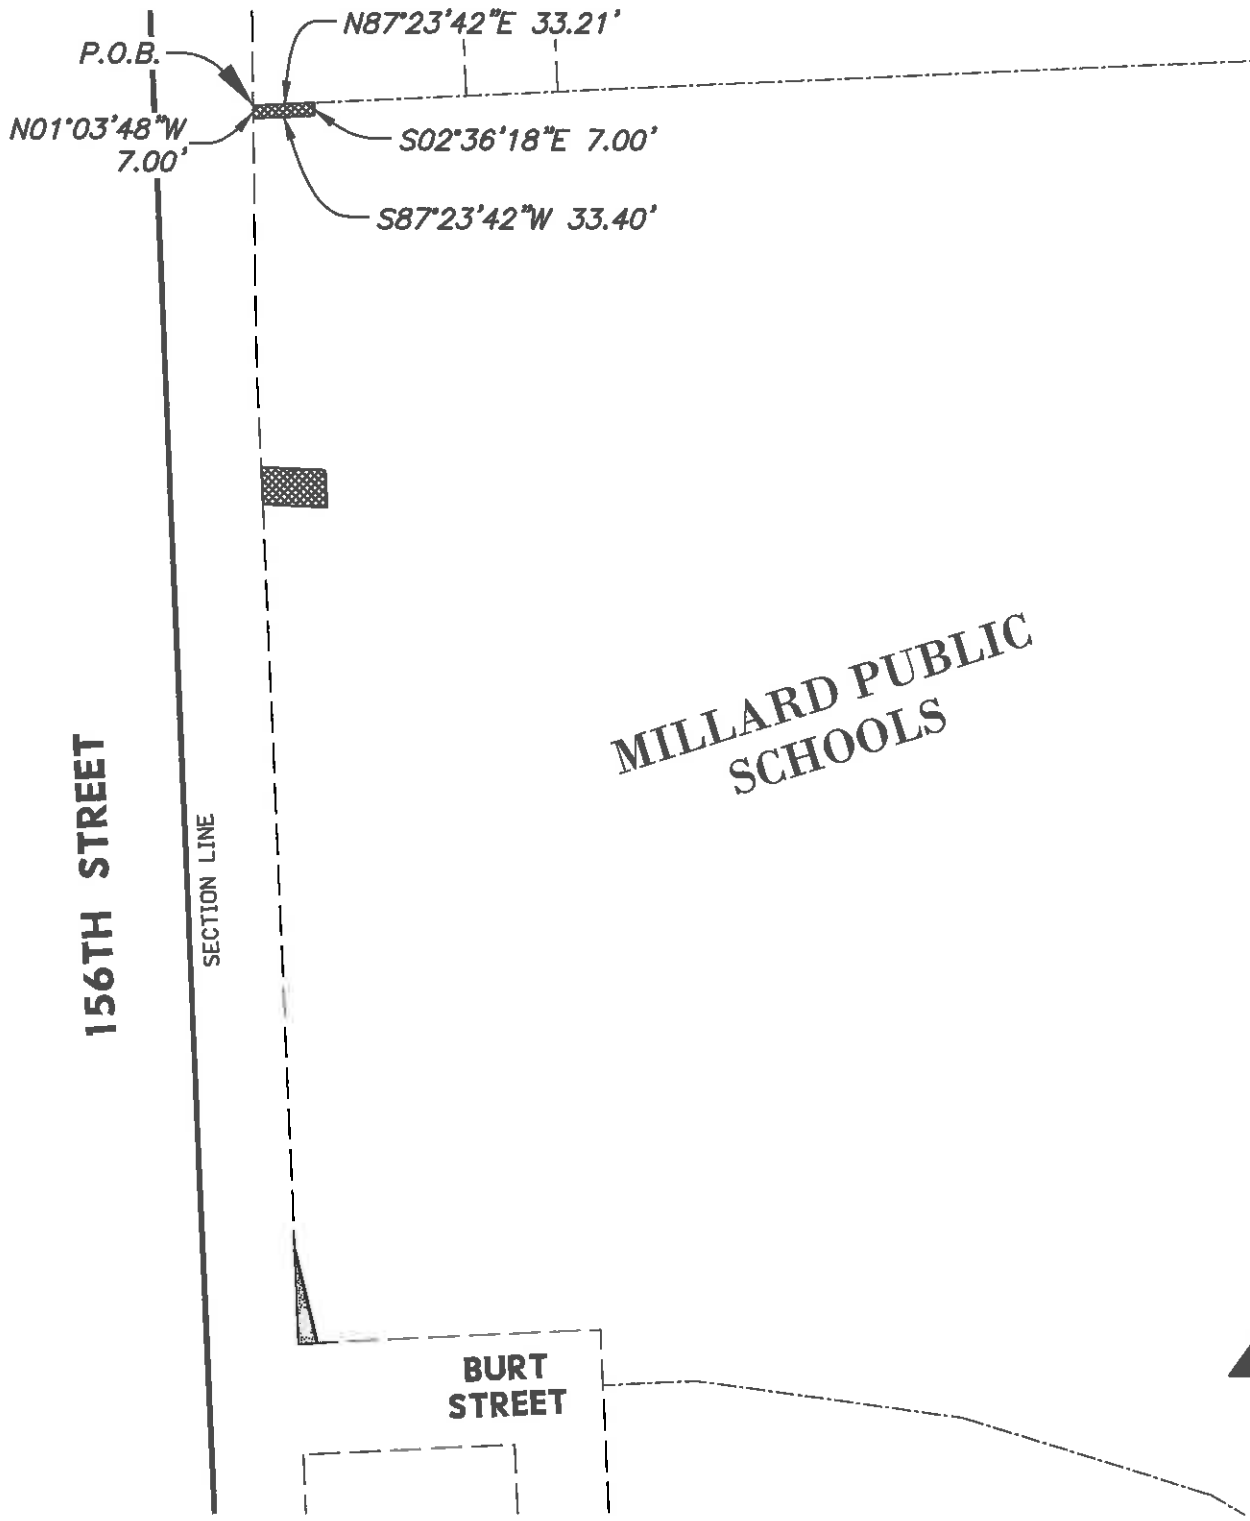 N87°23'42"E 33.21'
P.O.B.
N01°03'48"W
7.00'
S02°36'18"E 7.00'
S87°23'42"W 33.40'
MILLARD PUBLIC
SCHOOLS
156TH STREET
SECTION LINE
BURT
STREET